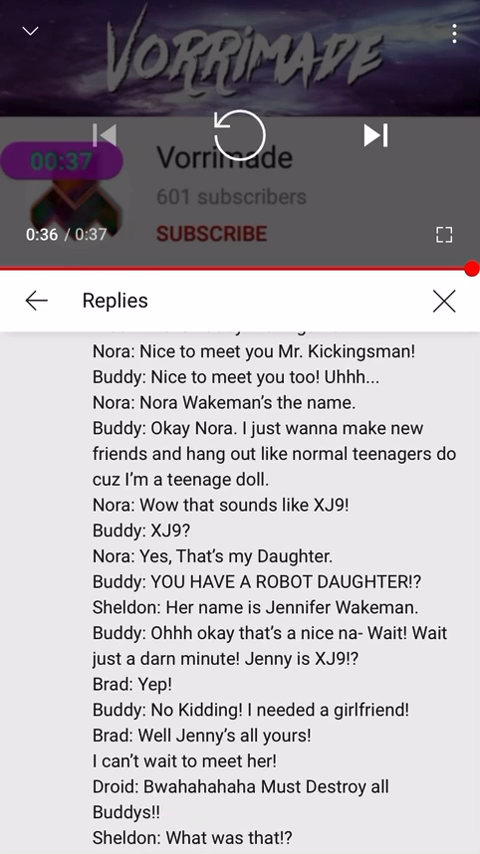 VORRIMADE
00:37
Vorrimade
601 subscribers
0:36 / 0:37
SUBSCRIBE
Replies
Nora: Nice to meet you Mr. Kickingsman!
Buddy: Nice to meet you too! Uhhh...
Nora: Nora Wakeman’s the name.
Buddy: Okay Nora. I just wanna make new
friends and hang out like normal teenagers do
cuz I’m a teenage doll.
Nora: Wow that sounds like XJ9!
Buddy: XJ9?
Nora: Yes, That’s my Daughter.
Buddy: YOU HAVE A ROBOT DAUGHTER!?
Sheldon: Her name is Jennifer Wakeman.
Buddy: Ohhh okay that’s a nice na- Wait! Wait
just a darn minute! Jenny is XJ9!?
Brad: Yep!
Buddy: No Kidding! I needed a girlfriend!
Brad: Well Jenny’s all yours!
I can’t wait to meet her!
Droid: Bwahahahaha Must Destroy all
Buddys!!
Sheldon: What was that!?